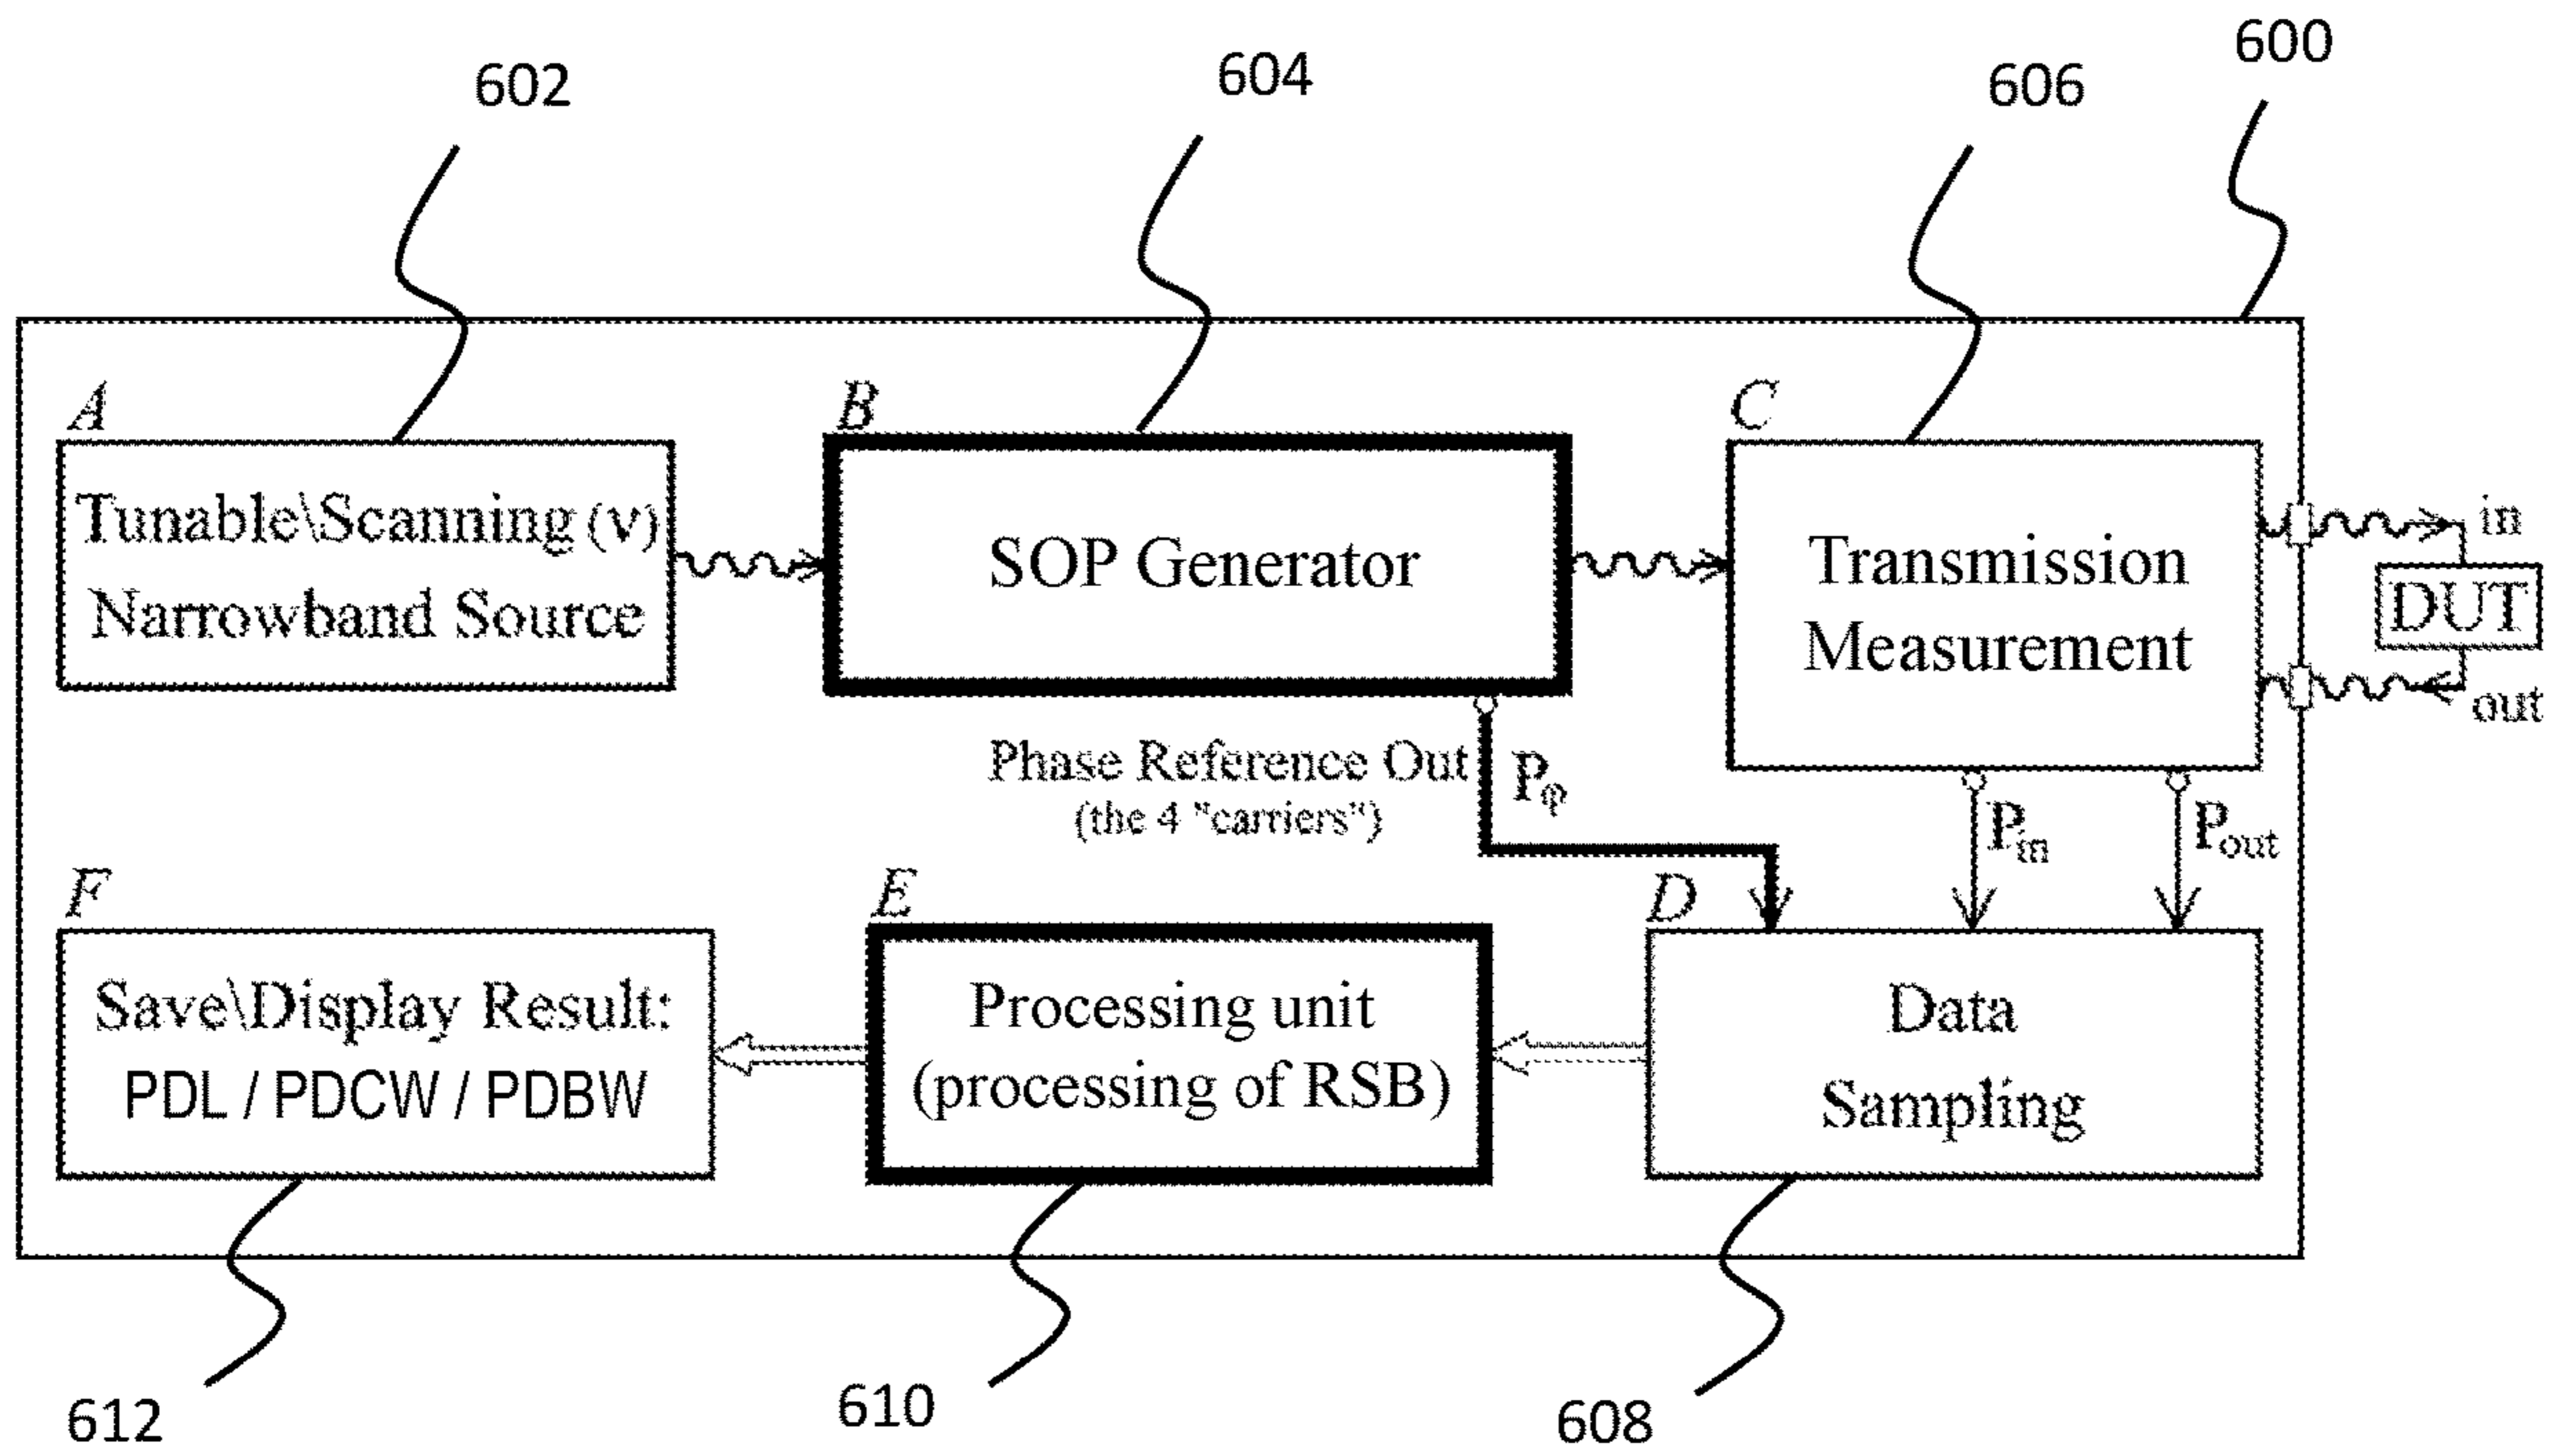 600
602
604
606
A
B
C
Tunable\Scanning (ν)
Narrowband Source
SOP Generator
Transmission
Measurement
in
DUT
out
Phase Reference Out
(the 4 "carriers")
Pφ
Pin
Pout
F
E
D
Save\Display Result:
PDL / PDCW / PDBW
Processing unit
(processing of RSB)
Data
Sampling
612
610
608